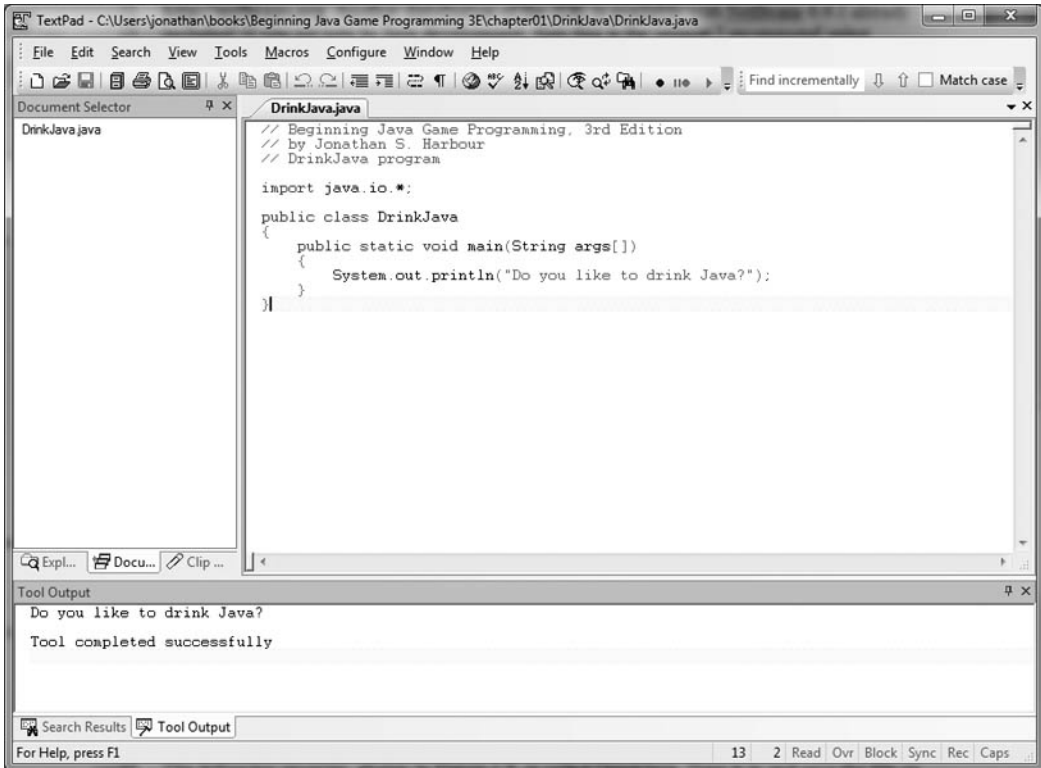 TextPad - C:\Users\jonathan\books\Beginning Java Game Programming 3E\chapter01\DrinkJava\DrinkJava.java
File Edit Search View Tools Macros Configure Window Help
Find incrementally Match case
Document Selector
DrinkJava.java
DrinkJava.java
// Beginning Java Game Programming, 3rd Edition
// by Jonathan S. Harbour
// DrinkJava program
import java.io.*;
public class DrinkJava
{
public static void main(String args[])
{
System.out.println("Do you like to drink Java?");
}
}
Expl... Docu... Clip ...
Tool Output
Do you like to drink Java?
Tool completed successfully
Search Results Tool Output
For Help, press F1 13 2 Read Ovr Block Sync Rec Caps